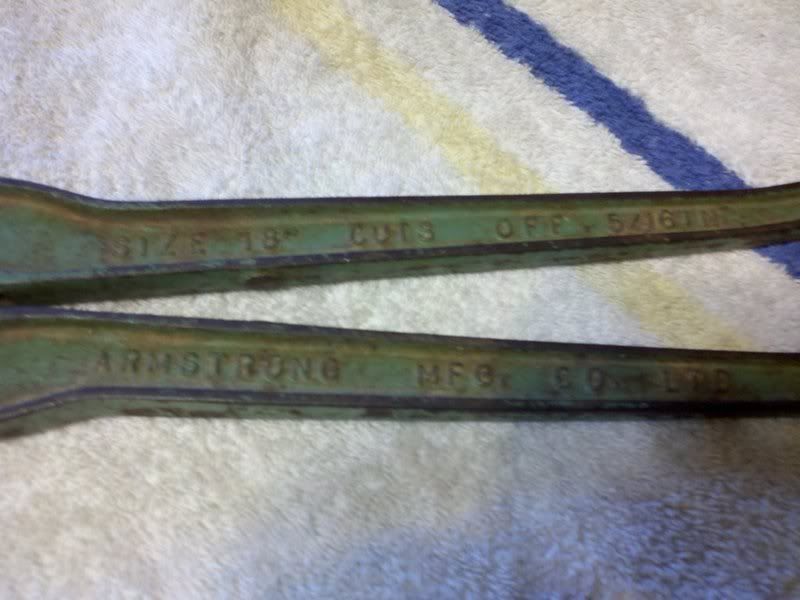 SIZE 18" CUTS OFF 5/16 IN.
ARMSTRONG MFG. CO. LTD